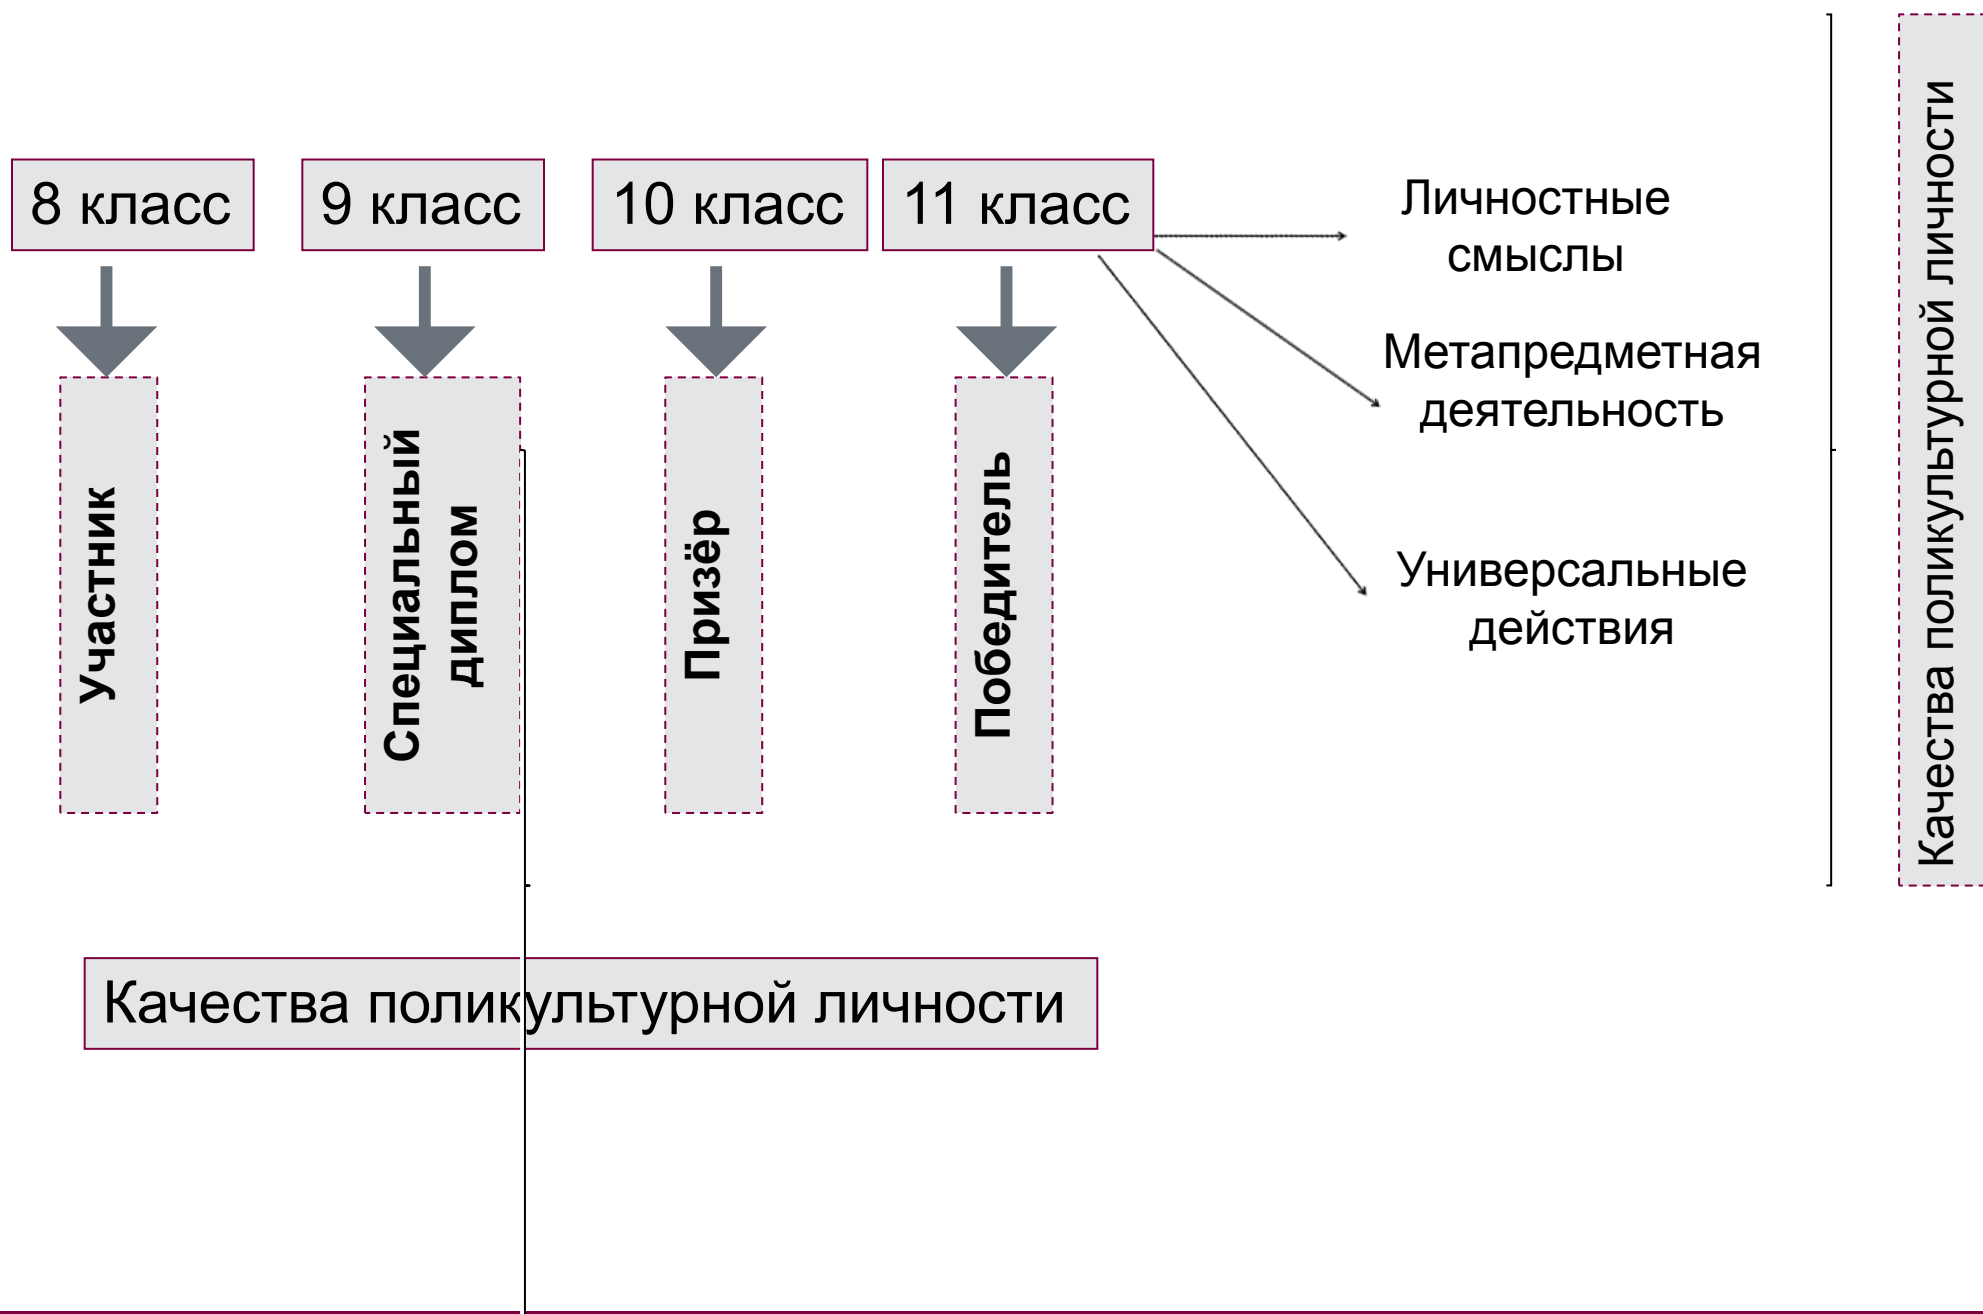 8 класс
9 класс
10 класс
11 класс
Участник
Специальный
диплом
Призёр
Победитель
Личностные
смыслы
Метапредметная
деятельность
Универсальные
действия
Качества поликультурной личности
Качества поликультурной личности